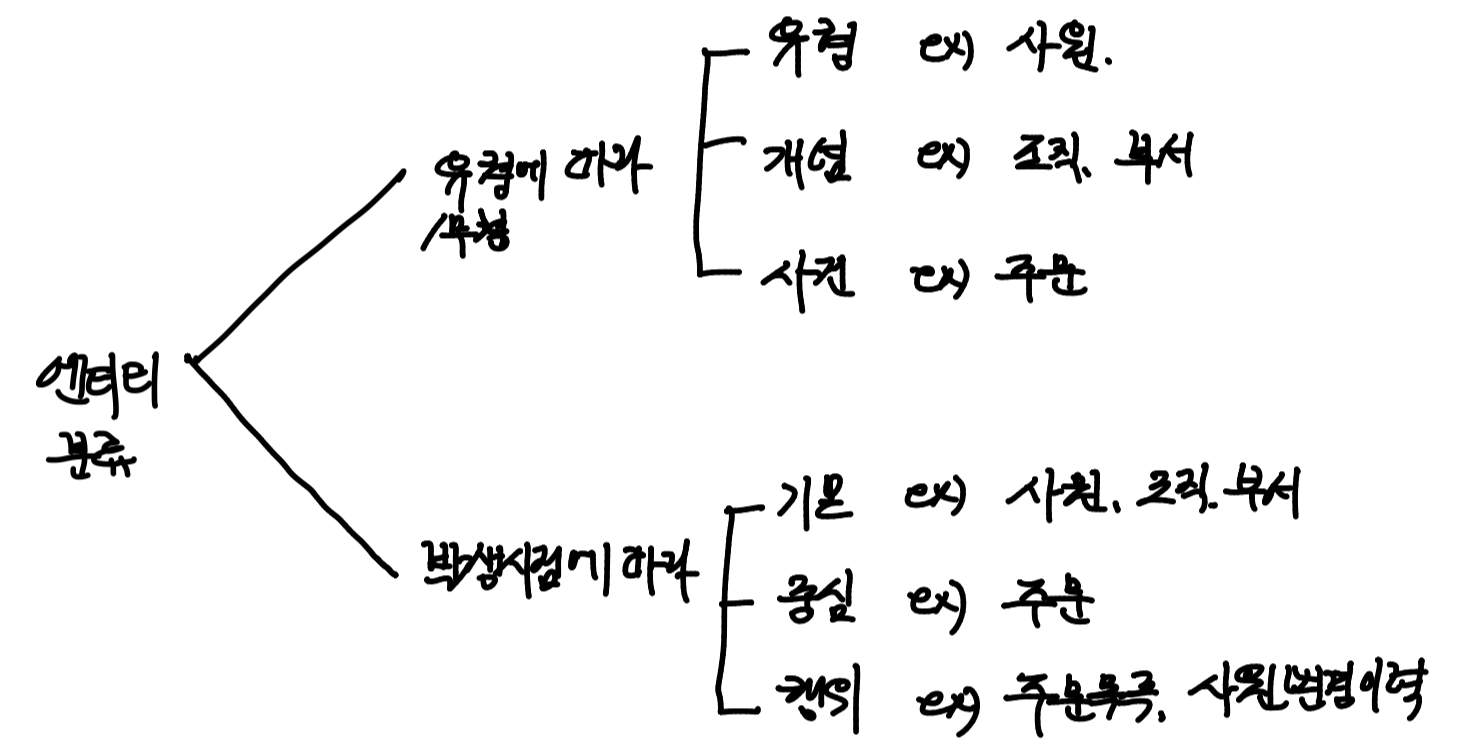 엔터티
분류
유형에 따라
/무형
유형 ex) 사원.
개념 ex) 조직, 부서
사건 ex) 주문
발생시점에 따라
기본 ex) 사원, 조직, 부서
중심 ex) 주문
행위 ex) 주문목록, 사원변경이력